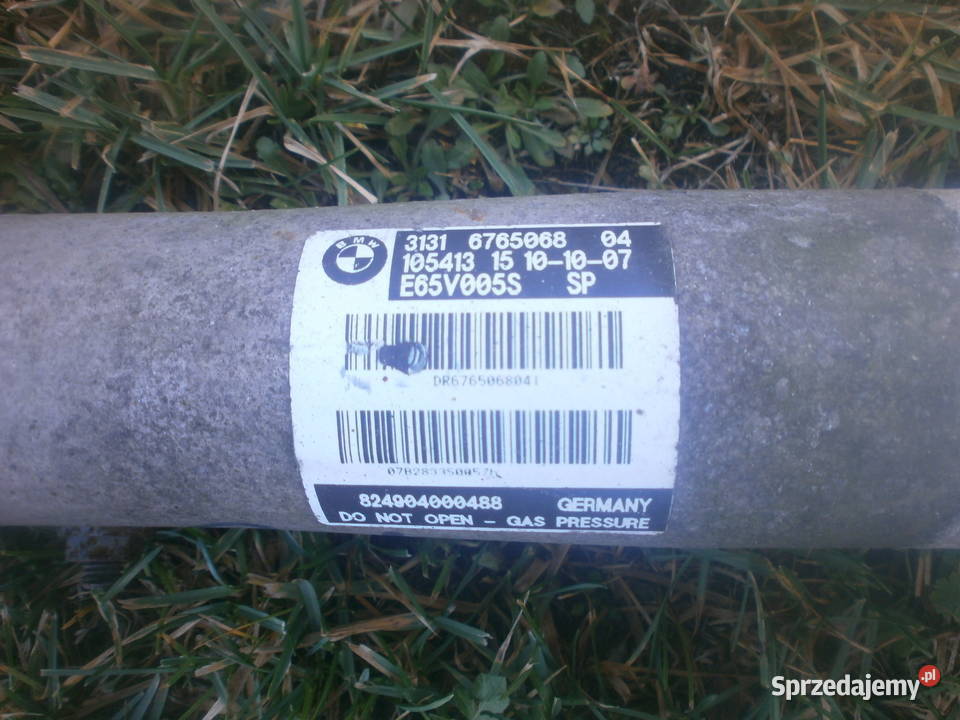 BMW
3131 6765068 04
105413 15 10-10-07
E65V005S SP
DR6765068041
824904000488 GERMANY
DO NOT OPEN - GAS PRESSURE
Sprzedajemy.pl